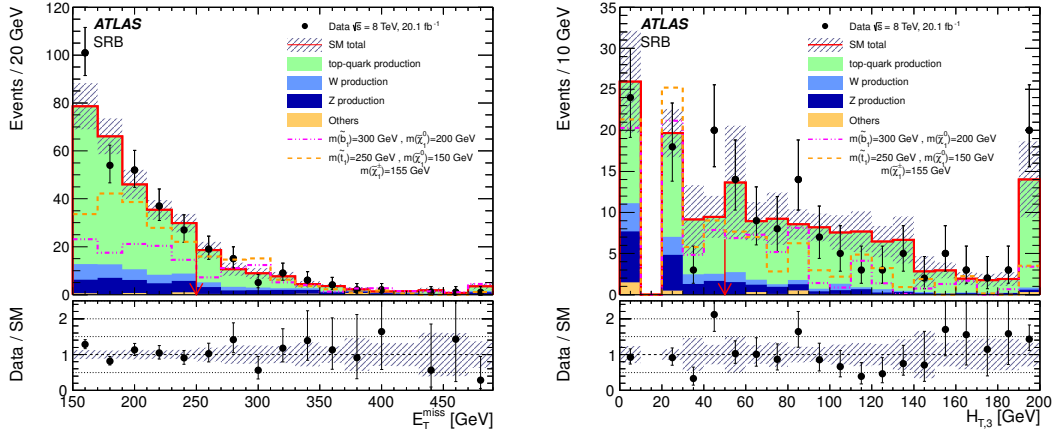 ATLAS
SRB
Data √s = 8 TeV, 20.1 fb⁻¹
SM total
top-quark production
W production
Z production
Others
m(b̃₁)=300 GeV , m(χ̃₁⁰)=200 GeV
m(t̃₁)=250 GeV , m(χ̃₁⁰)=150 GeV
m(χ̃₁±)=155 GeV
Events / 20 GeV
120
100
80
60
40
20
0
Data / SM
2
1
0
150 200 250 300 350 400 450
E_T^miss [GeV]
ATLAS
SRB
Data √s = 8 TeV, 20.1 fb⁻¹
SM total
top-quark production
W production
Z production
Others
m(b̃₁)=300 GeV , m(χ̃₁⁰)=200 GeV
m(t̃₁)=250 GeV , m(χ̃₁⁰)=150 GeV
m(χ̃₁±)=155 GeV
Events / 10 GeV
35
30
25
20
15
10
5
0
Data / SM
2
1
0
0 20 40 60 80 100 120 140 160 180 200
H_T,3 [GeV]